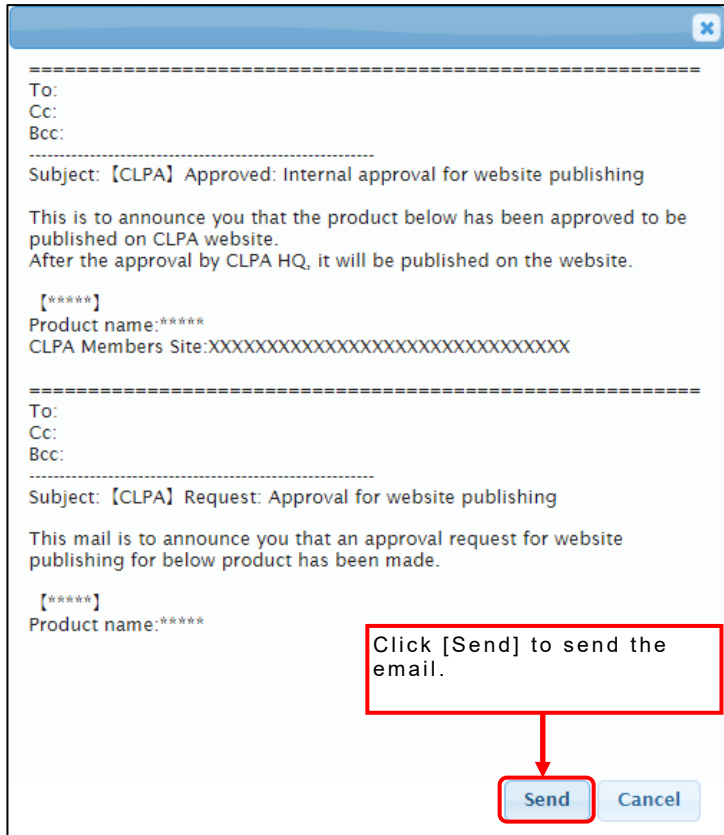 =========================================================
To:
Cc:
Bcc:
----------------------------------------------------------
Subject:【CLPA】Approved: Internal approval for website publishing
This is to announce you that the product below has been approved to be
published on CLPA website.
After the approval by CLPA HQ, it will be published on the website.
【*****】
Product name:*****
CLPA Members Site:XXXXXXXXXXXXXXXXXXXXXXXXXXXXXXX
=========================================================
To:
Cc:
Bcc:
----------------------------------------------------------
Subject:【CLPA】Request: Approval for website publishing
This mail is to announce you that an approval request for website
publishing for below product has been made.
【*****】
Product name:*****
Click [Send] to send the
email.
Send Cancel